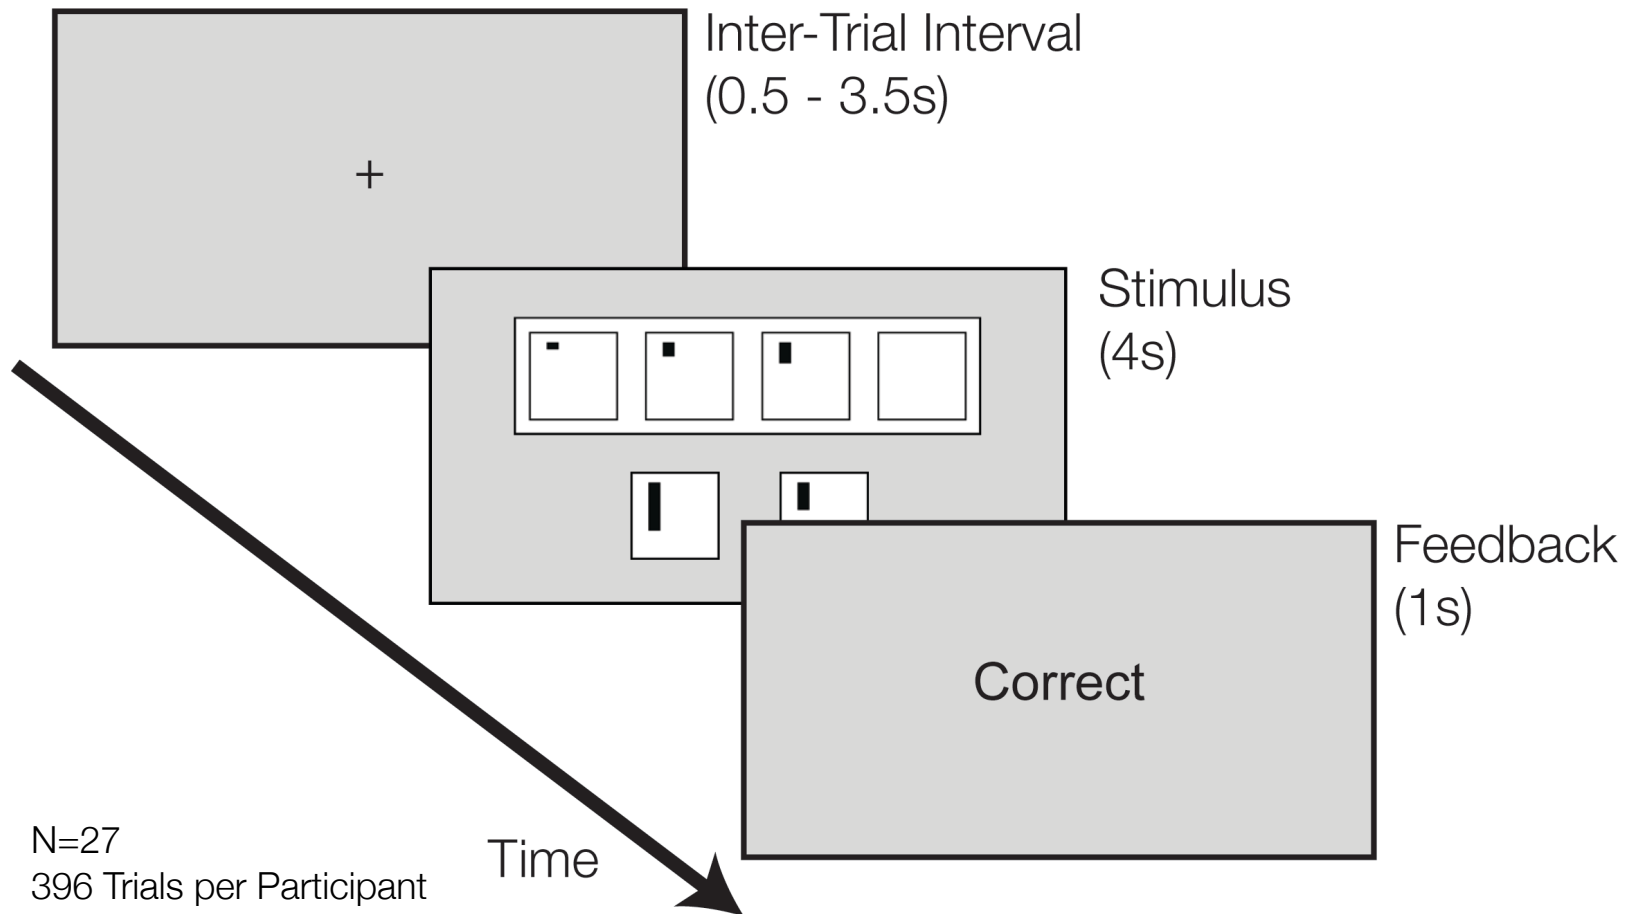 Inter-Trial Interval
(0.5 - 3.5s)
+
Stimulus
(4s)
Feedback
(1s)
Correct
Time
N=27
396 Trials per Participant